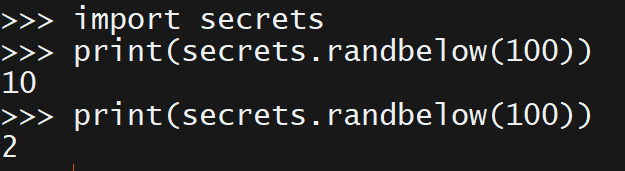 >>> import secrets
>>> print(secrets.randbelow(100))
10
>>> print(secrets.randbelow(100))
2